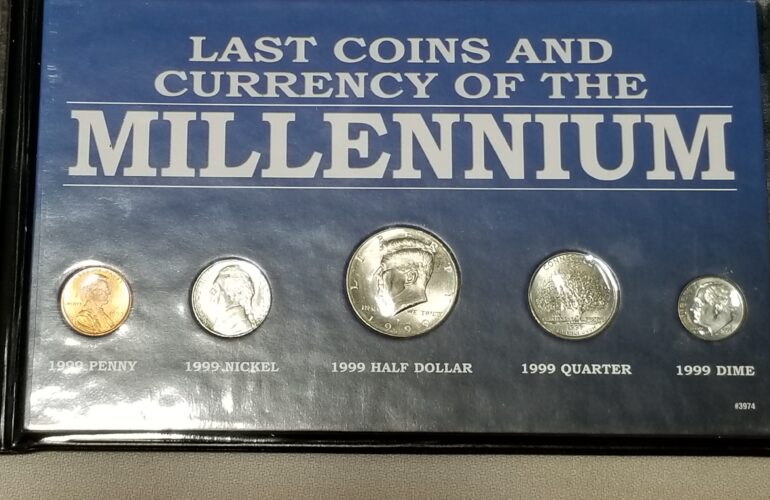 LAST COINS AND
CURRENCY OF THE
MILLENNIUM
1999 PENNY
1999 NICKEL
1999 HALF DOLLAR
1999 QUARTER
1999 DIME
#3974